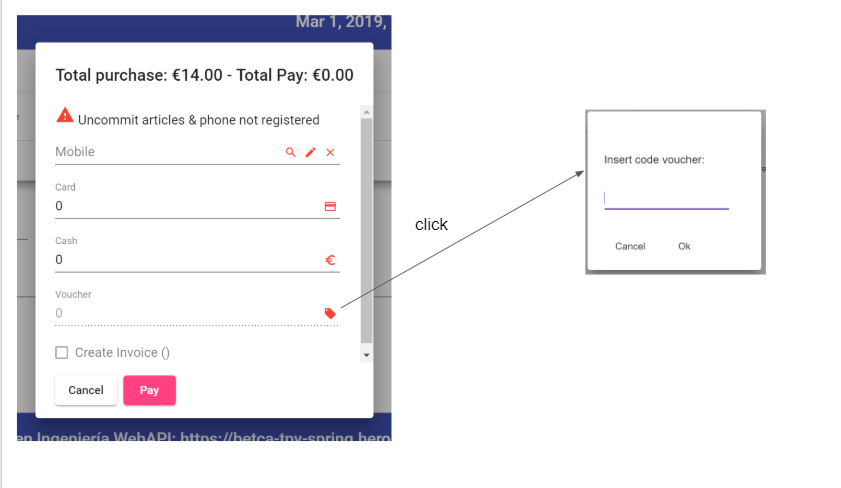 Mar 1, 2019,
Total purchase: €14.00 - Total Pay: €0.00
Uncommit articles & phone not registered
Mobile
Card
0
Cash
0
€
Voucher
0
Create Invoice ()
Cancel
Pay
en Ingeniería WebAPI: https://betca-tpv-spring.hero
click
Insert code voucher:
Cancel
Ok